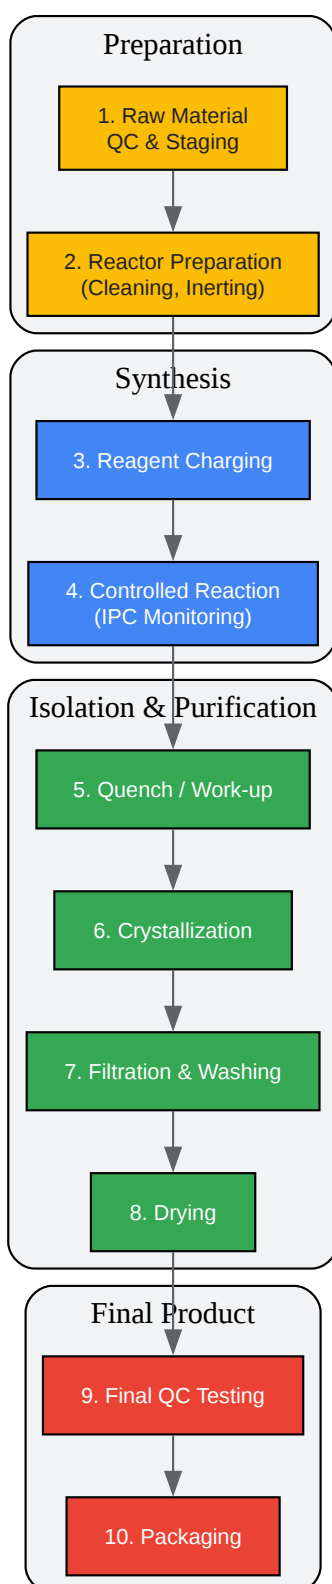 Preparation
1. Raw Material
QC & Staging
2. Reactor Preparation
(Cleaning, Inerting)
Synthesis
3. Reagent Charging
4. Controlled Reaction
(IPC Monitoring)
Isolation & Purification
5. Quench / Work-up
6. Crystallization
7. Filtration & Washing
8. Drying
Final Product
9. Final QC Testing
10. Packaging